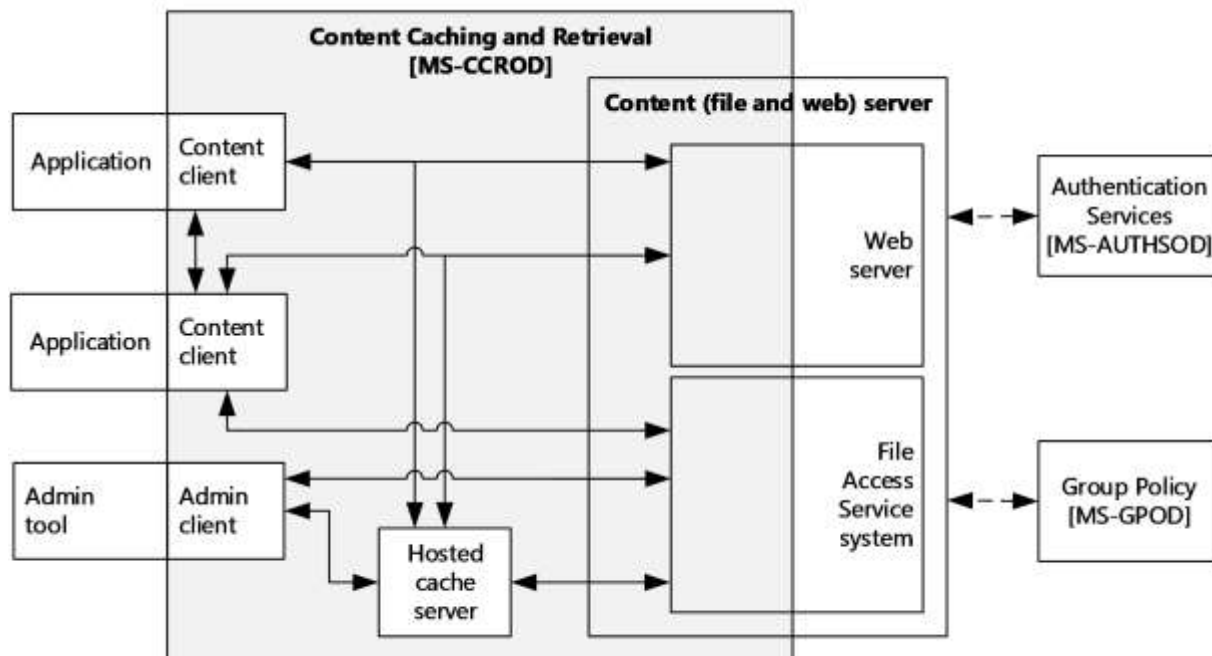 Content Caching and Retrieval
[MS-CCROD]
Content (file and web) server
Application
Content
client
Authentication
Services
[MS-AUTHSOD]
Web
server
Application
Content
client
Admin
tool
Admin
client
File
Access
Service
system
Group Policy
[MS-GPOD]
Hosted
cache
server